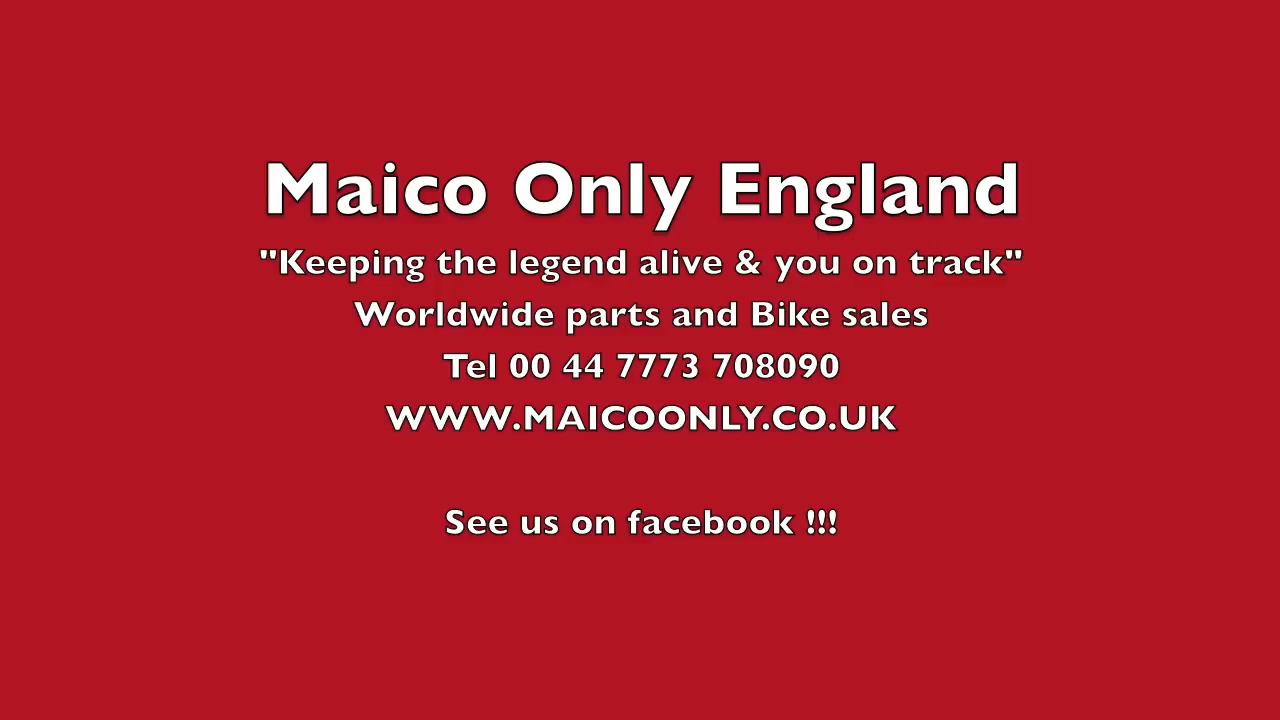 Maico Only England
"Keeping the legend alive & you on track"
Worldwide parts and Bike sales
Tel 00 44 7773 708090
WWW.MAICOONLY.CO.UK
See us on facebook !!!